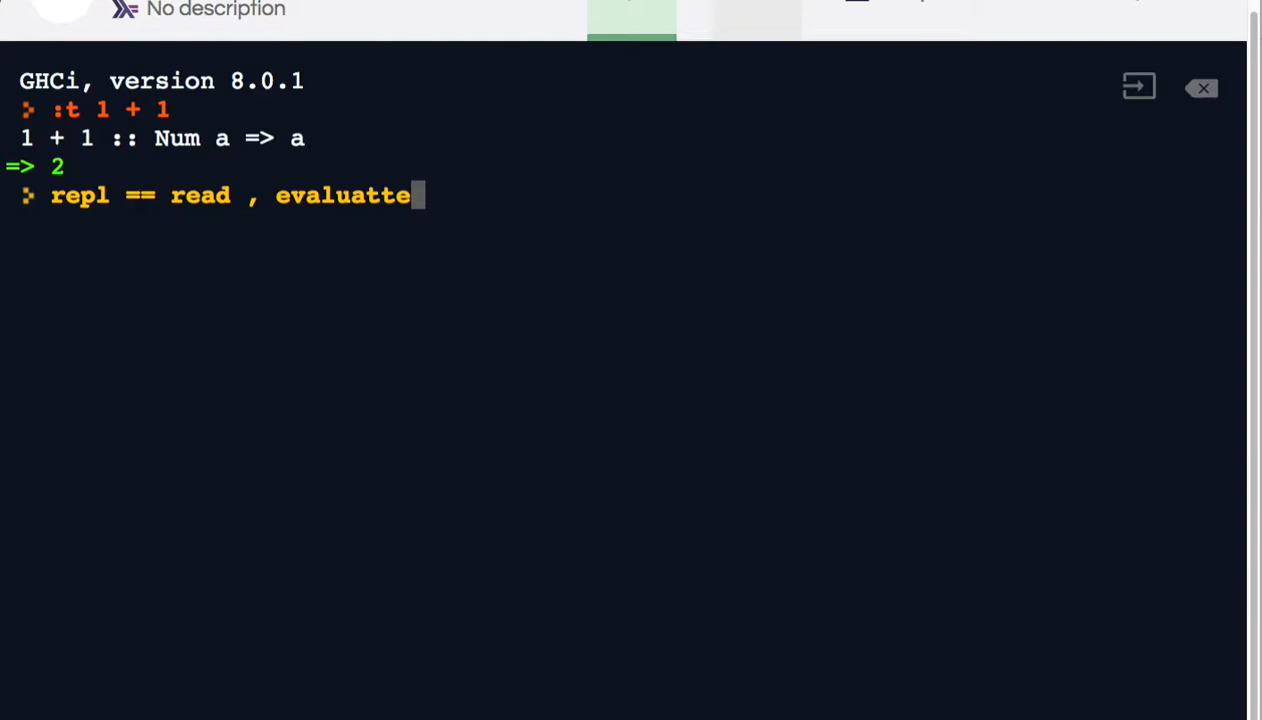 No description
GHCi, version 8.0.1
:t 1 + 1
1 + 1 :: Num a => a
=> 2
repl == read , evaluatte